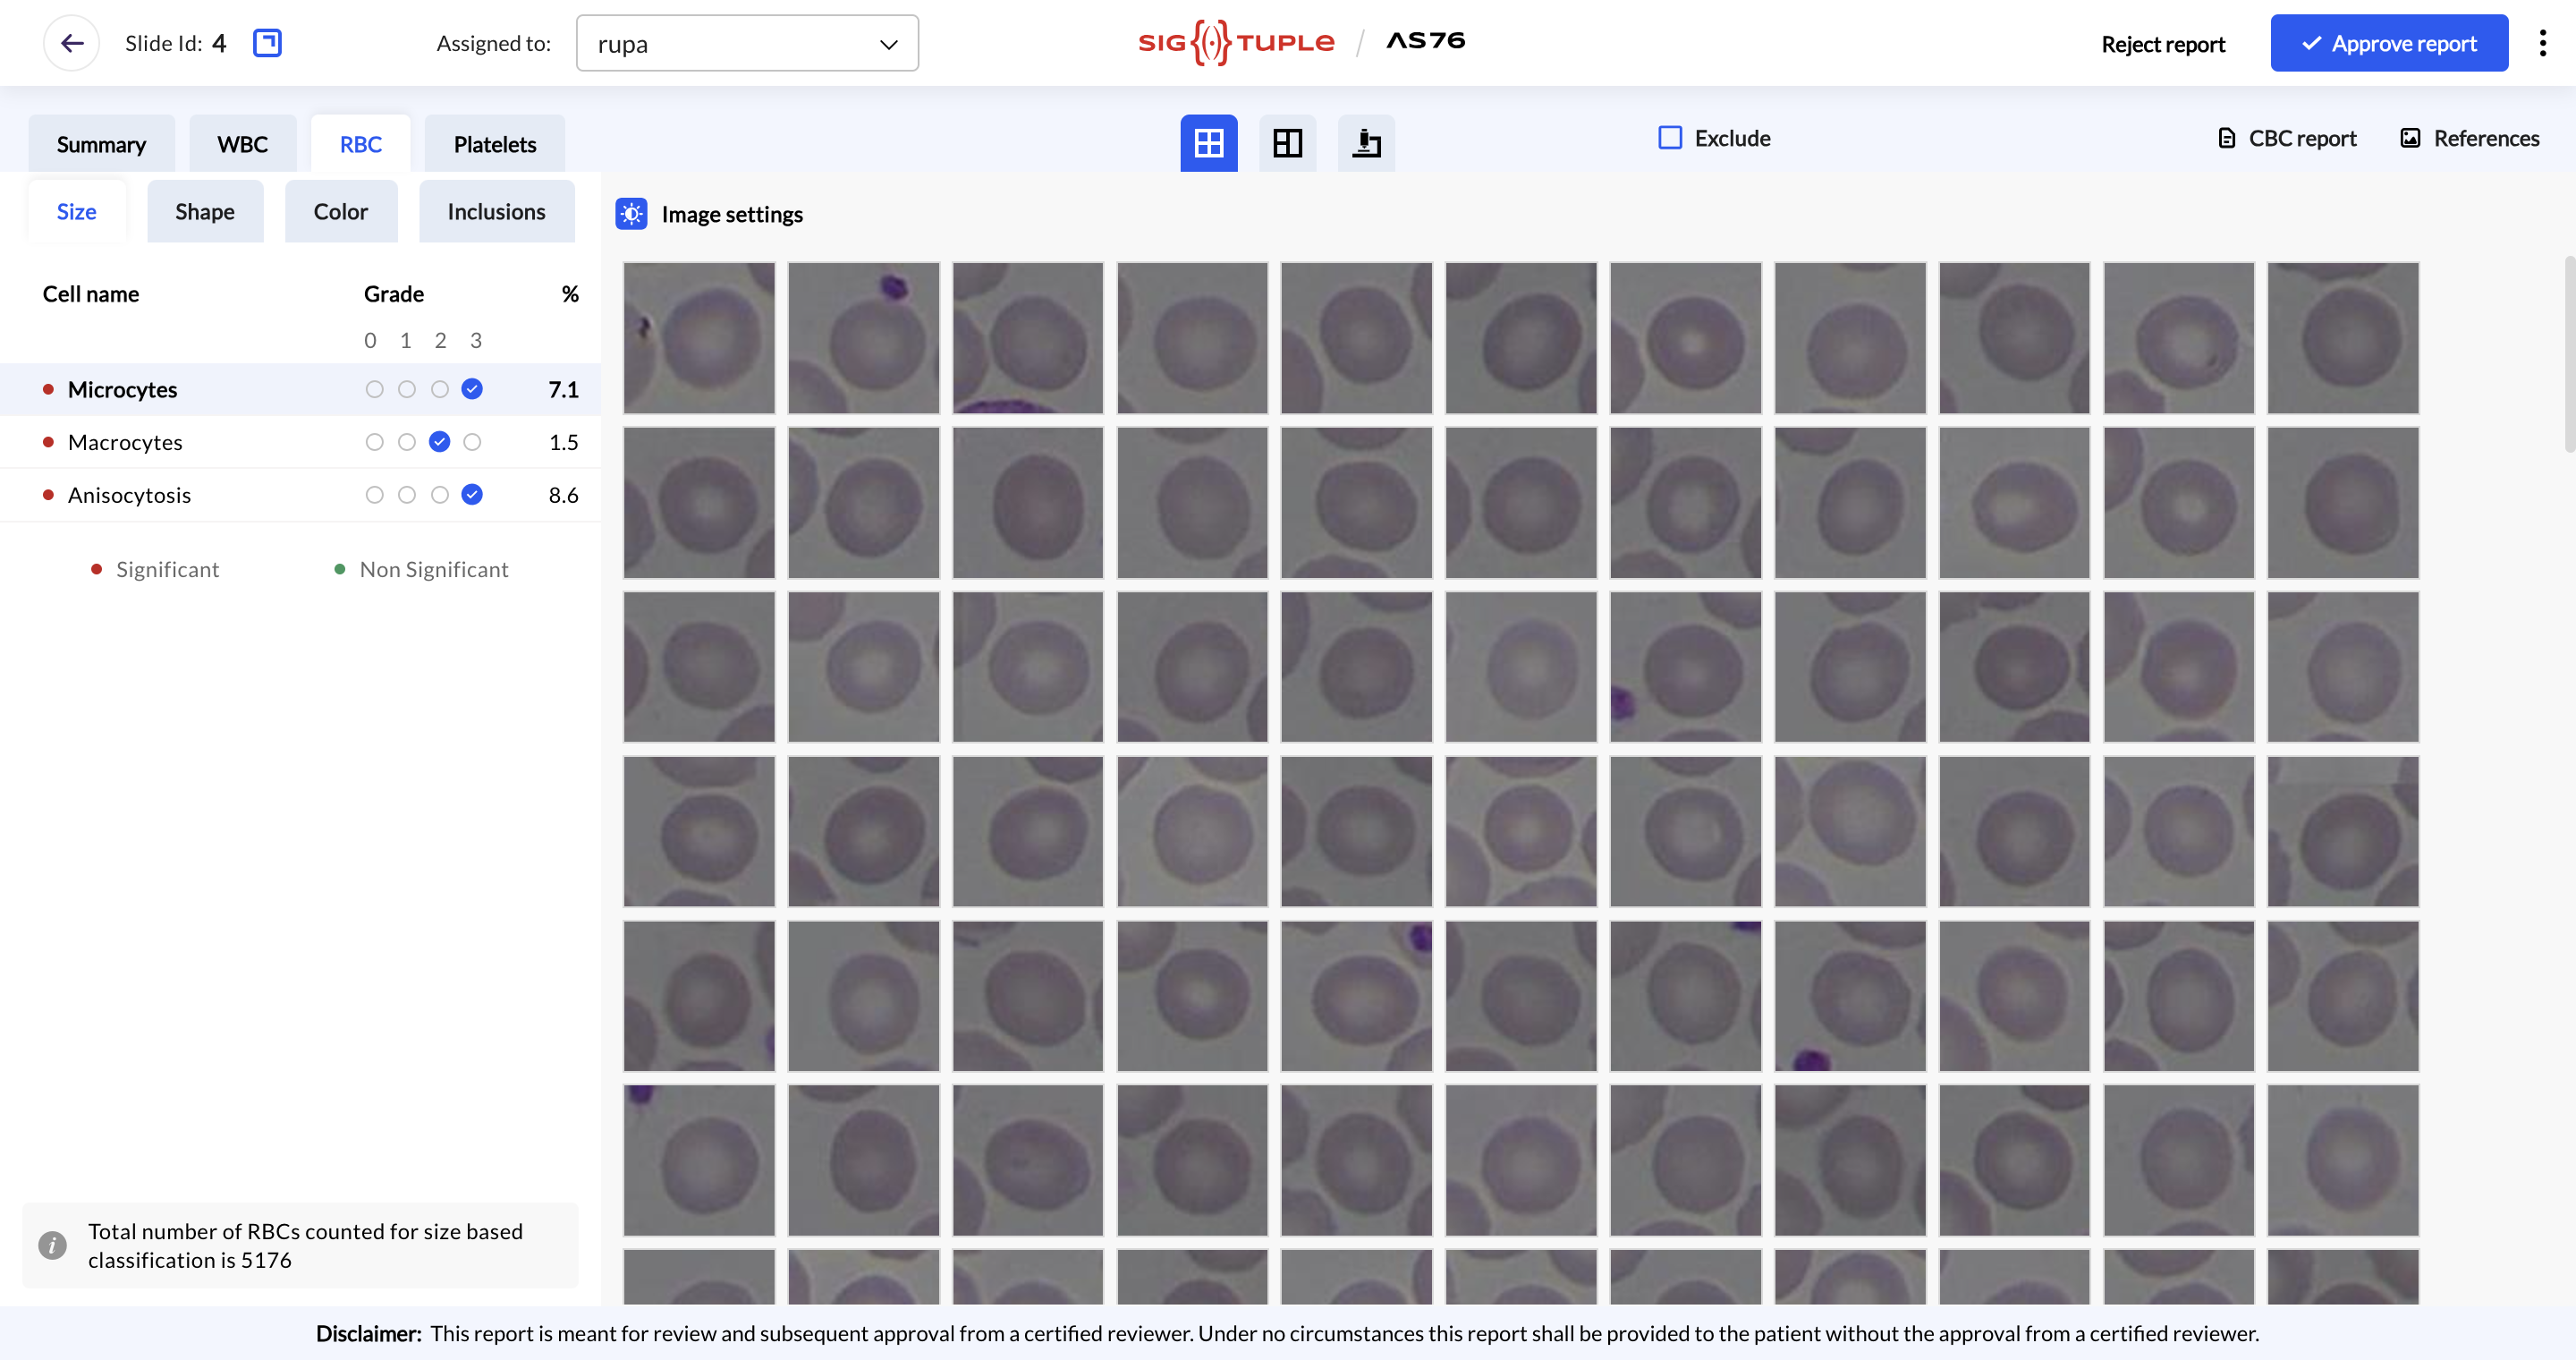 Slide Id: 4
Assigned to: rupa
SIG TUPLE / AS76
Reject report
Approve report
Summary WBC RBC Platelets
Exclude
CBC report
References
Size Shape Color Inclusions
Image settings
Cell name Grade %
0 1 2 3
Microcytes 7.1
Macrocytes 1.5
Anisocytosis 8.6
Significant Non Significant
Total number of RBCs counted for size based
classification is 5176
Disclaimer: This report is meant for review and subsequent approval from a certified reviewer. Under no circumstances this report shall be provided to the patient without the approval from a certified reviewer.